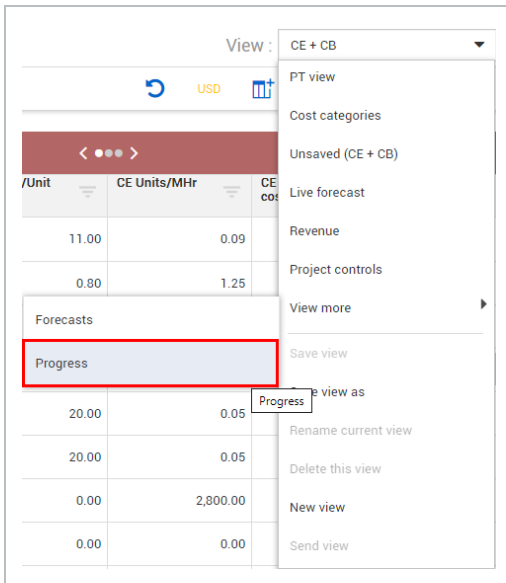 View :
CE + CB
PT view
USD
Cost categories
Unsaved (CE + CB)
/Unit
CE Units/MHr
CE
cos
Live forecast
11.00
0.09
Revenue
0.80
1.25
Project controls
View more
Forecasts
Progress
Save view
Progress
Save view as
20.00
0.05
Rename current view
20.00
0.05
Delete this view
0.00
2,800.00
New view
0.00
0.00
Send view